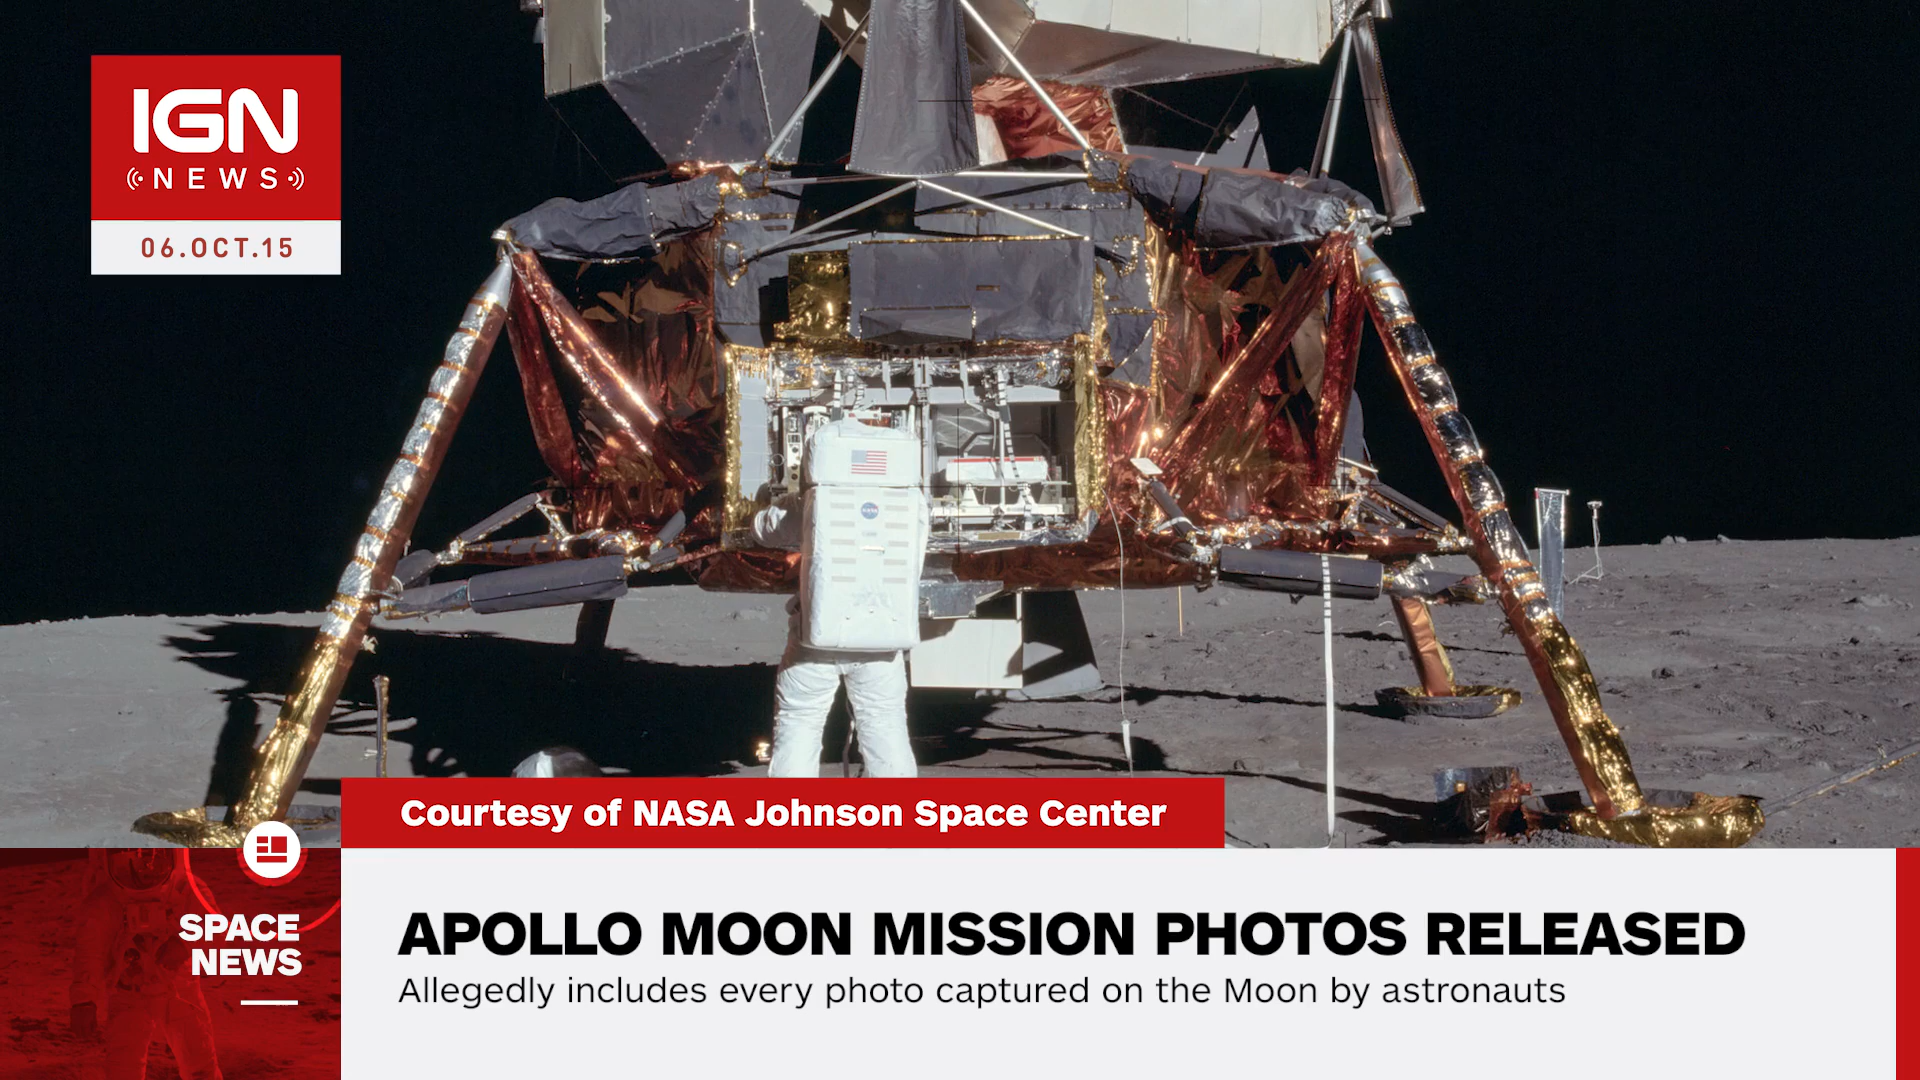 IGN
NEWS
06.OCT.15
NASA
Courtesy of NASA Johnson Space Center
SPACE
NEWS
APOLLO MOON MISSION PHOTOS RELEASED
Allegedly includes every photo captured on the Moon by astronauts